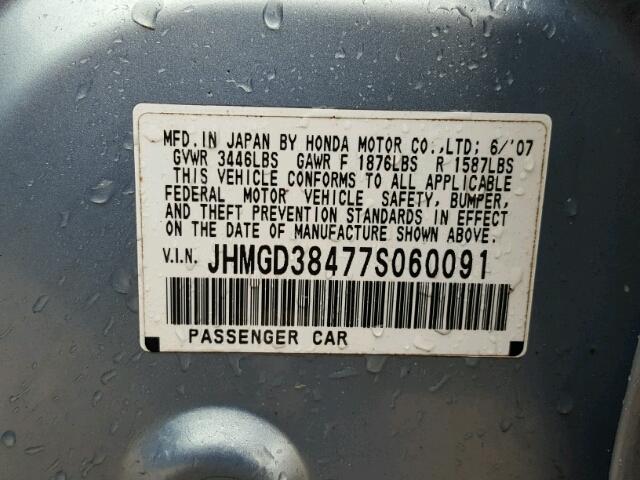 MFD. IN JAPAN BY HONDA MOTOR CO.,LTD; 6/'07
GVWR 3446LBS GAWR F 1876LBS R 1587LBS
THIS VEHICLE CONFORMS TO ALL APPLICABLE
FEDERAL MOTOR VEHICLE SAFETY, BUMPER,
AND THEFT PREVENTION STANDARDS IN EFFECT
ON THE DATE OF MANUFACTURE SHOWN ABOVE.
V.I.N. JHMGD38477S060091
PASSENGER CAR